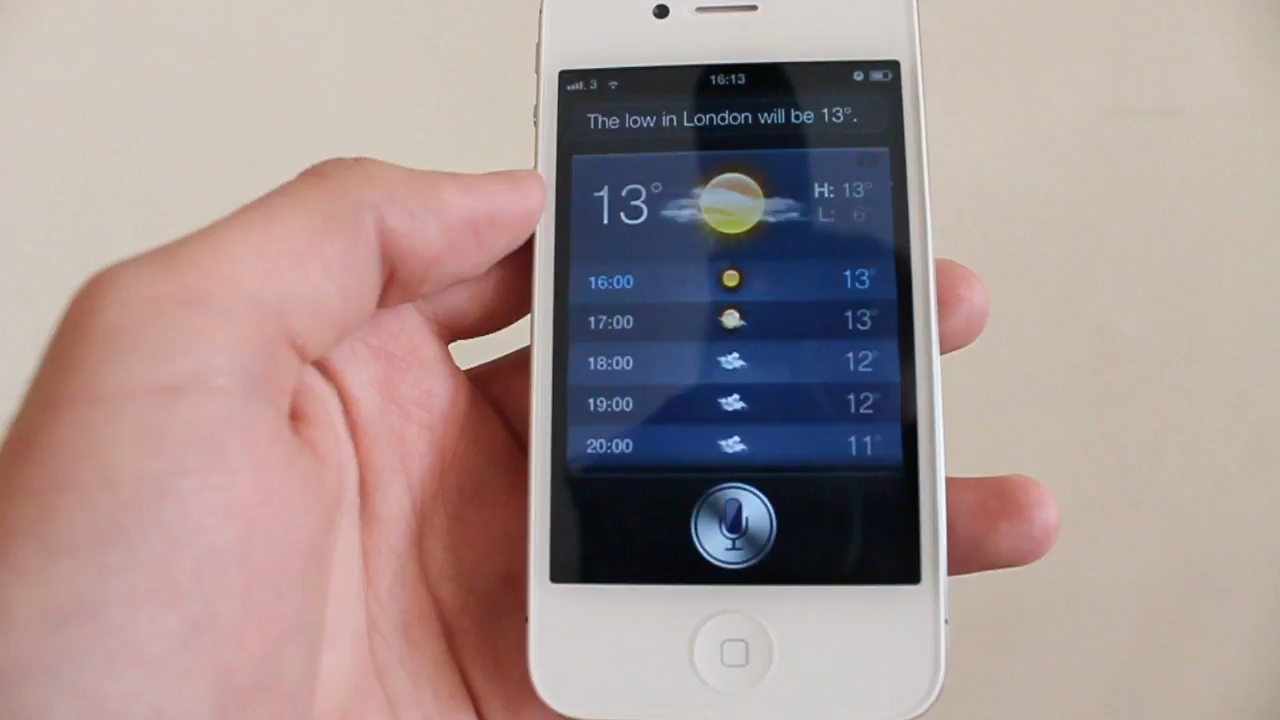 3 16:13
The low in London will be 13°.
13° H: 13°
L: 6°
16:00 13°
17:00 13°
18:00 12°
19:00 12°
20:00 11°